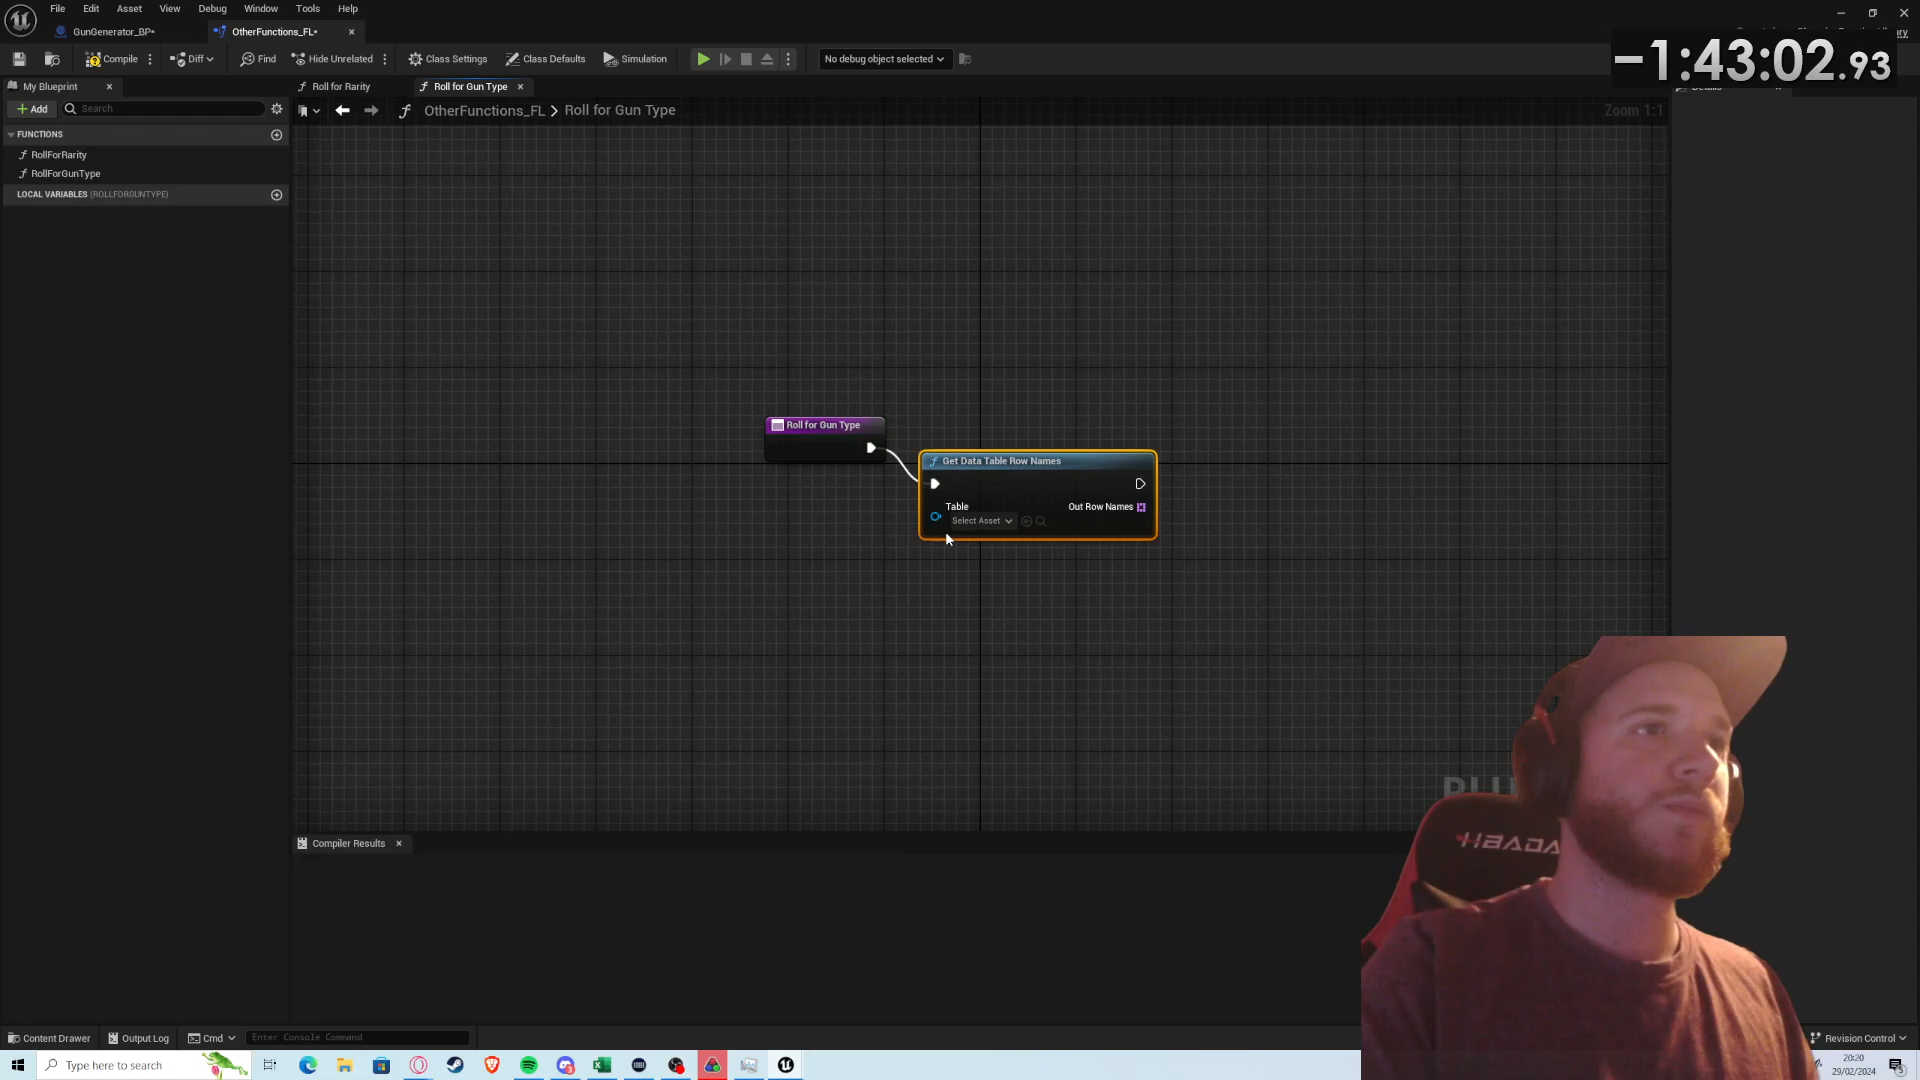 File Edit Asset View Debug Window Tools Help
GunGenerator_BP*
OtherFunctions_FL*
Compile
Diff
Find
Hide Unrelated
Class Settings
Class Defaults
Simulation
No debug object selected
-1:43:02.93
My Blueprint
Roll for Rarity
Roll for Gun Type
Add
Search
OtherFunctions_FL > Roll for Gun Type
Zoom 1:1
FUNCTIONS
RollForRarity
RollForGunType
LOCAL VARIABLES (ROLLFORGUNTYPE)
Roll for Gun Type
Get Data Table Row Names
Table
Out Row Names
Select Asset
HBADA
Compiler Results
Content Drawer
Output Log
Cmd
Enter Console Command
Revision Control
Type here to search
20:20
29/02/2024